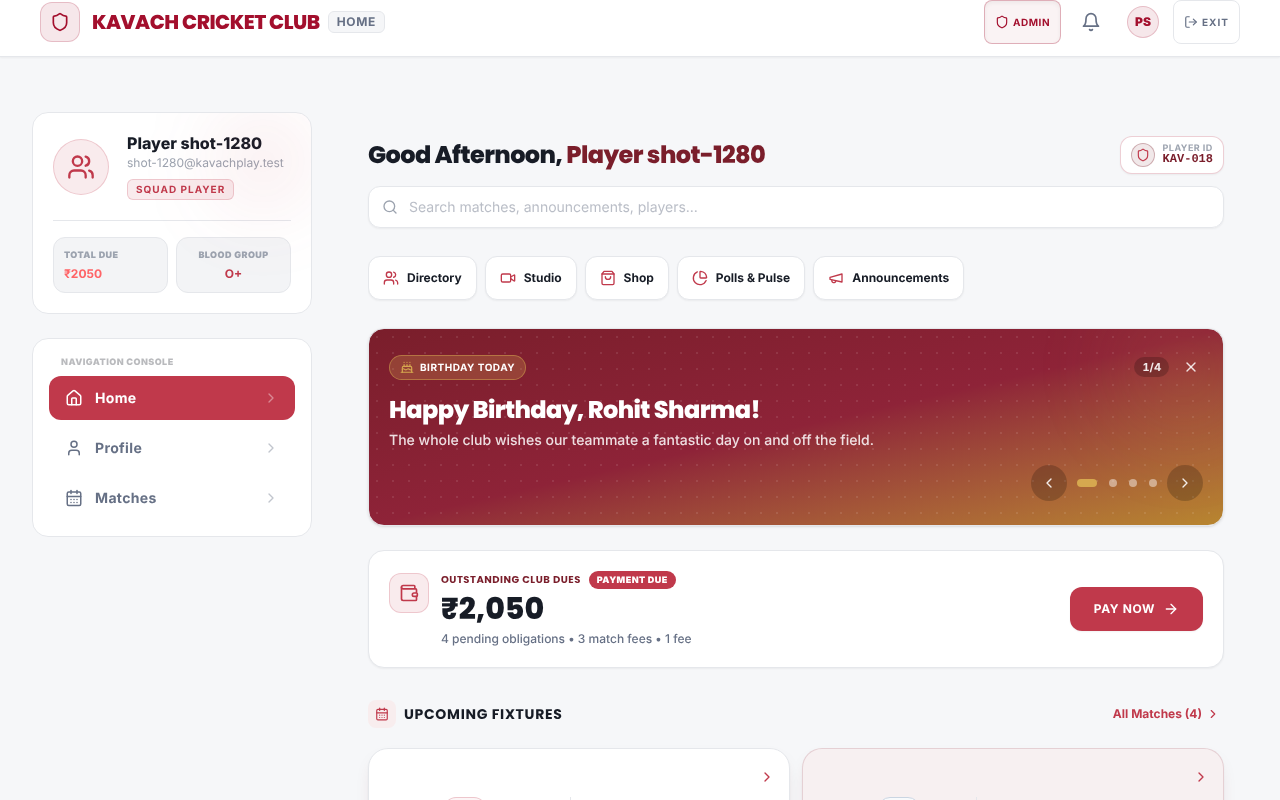 KAVACH CRICKET CLUB HOME
ADMIN
PS
EXIT
Player shot-1280
shot-1280@kavachplay.test
SQUAD PLAYER
TOTAL DUE
₹2050
BLOOD GROUP
O+
NAVIGATION CONSOLE
Home
Profile
Matches
Good Afternoon, Player shot-1280
PLAYER ID
KAV-018
Search matches, announcements, players...
Directory
Studio
Shop
Polls & Pulse
Announcements
BIRTHDAY TODAY
1/4
Happy Birthday, Rohit Sharma!
The whole club wishes our teammate a fantastic day on and off the field.
OUTSTANDING CLUB DUES PAYMENT DUE
₹2,050
4 pending obligations • 3 match fees • 1 fee
PAY NOW
UPCOMING FIXTURES
All Matches (4)